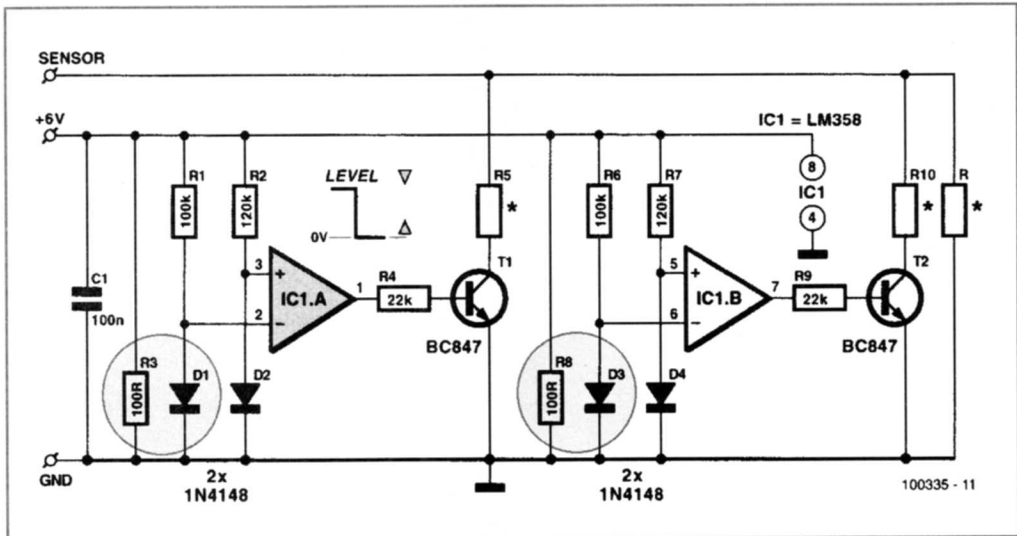 SENSOR
+6V
IC1 = LM358
R1
100k
R2
120k
LEVEL
0V
R5
*
R6
100k
R7
120k
8
IC1
4
R10
*
R
*
C1
100n
3
+
IC1.A
2
−
1
R4
22k
T1
BC847
5
+
IC1.B
6
−
7
R9
22k
T2
BC847
R3
100R
D1
D2
R8
100R
D3
D4
GND
2x
1N4148
2x
1N4148
100335 - 11